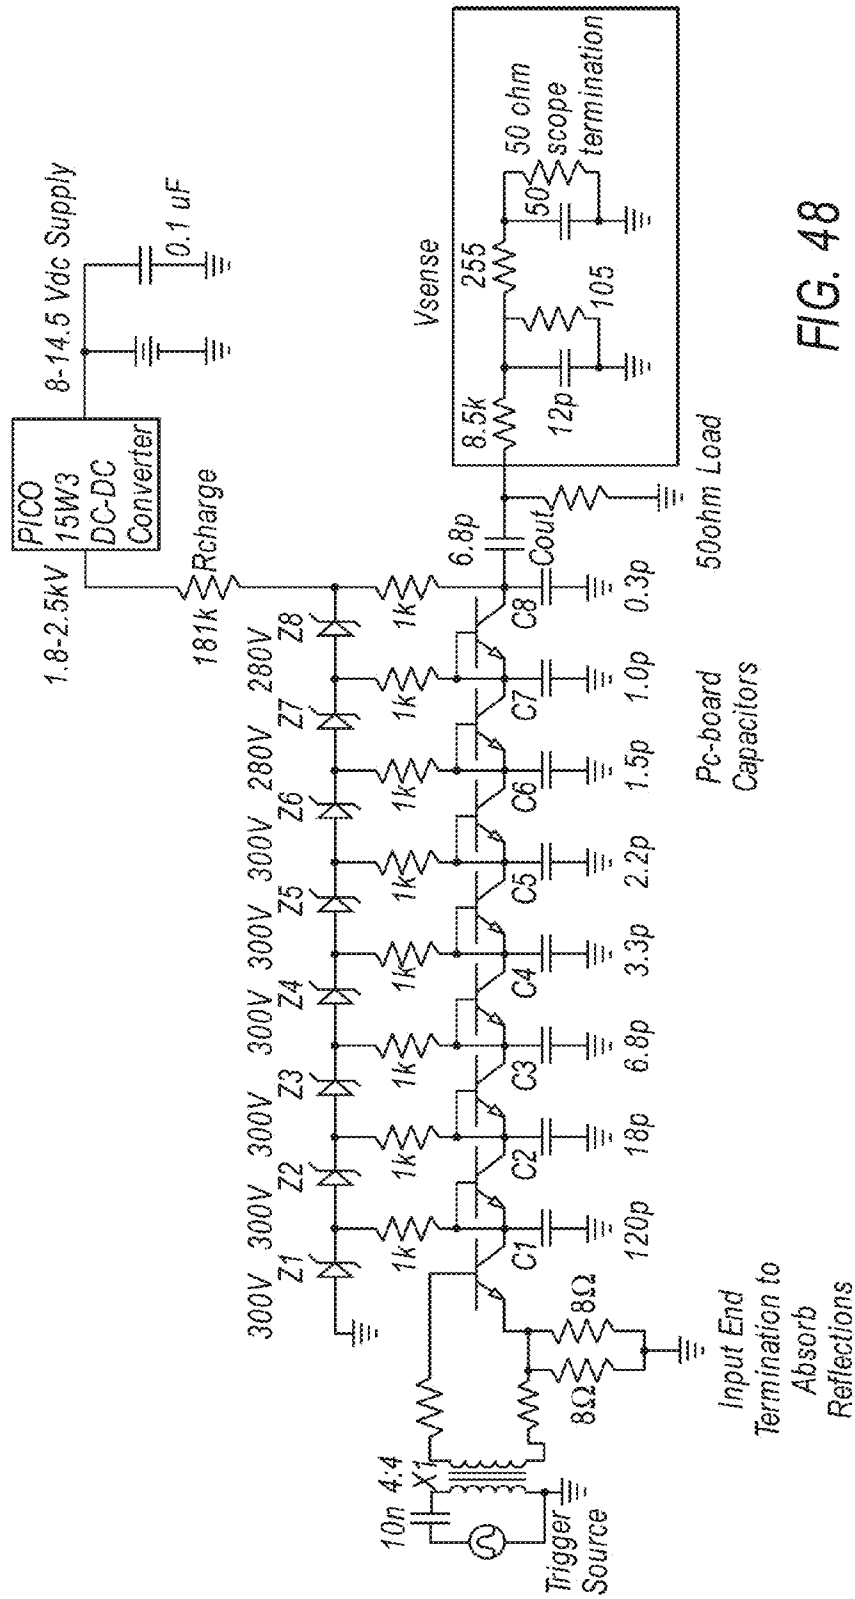 PICO
15W3
DC-DC
Converter
8-14.5 Vdc Supply
0.1 uF
1.8-2.5kV
181k
Rcharge
300V
300V
300V
300V
300V
300V
280V
280V
Z1
Z2
Z3
Z4
Z5
Z6
Z7
Z8
1k
1k
1k
1k
1k
1k
1k
1k
10n
4:4
X1
Trigger
Source
8Ω
8Ω
Input End
Termination to
Absorb
Reflections
C1
C2
C3
C4
C5
C6
C7
C8
120p
18p
6.8p
3.3p
2.2p
1.5p
1.0p
0.3p
Pc-board
Capacitors
6.8p
Cout
50ohm Load
Vsense
8.5k
12p
105
255
50
50 ohm
scope
termination
FIG. 48